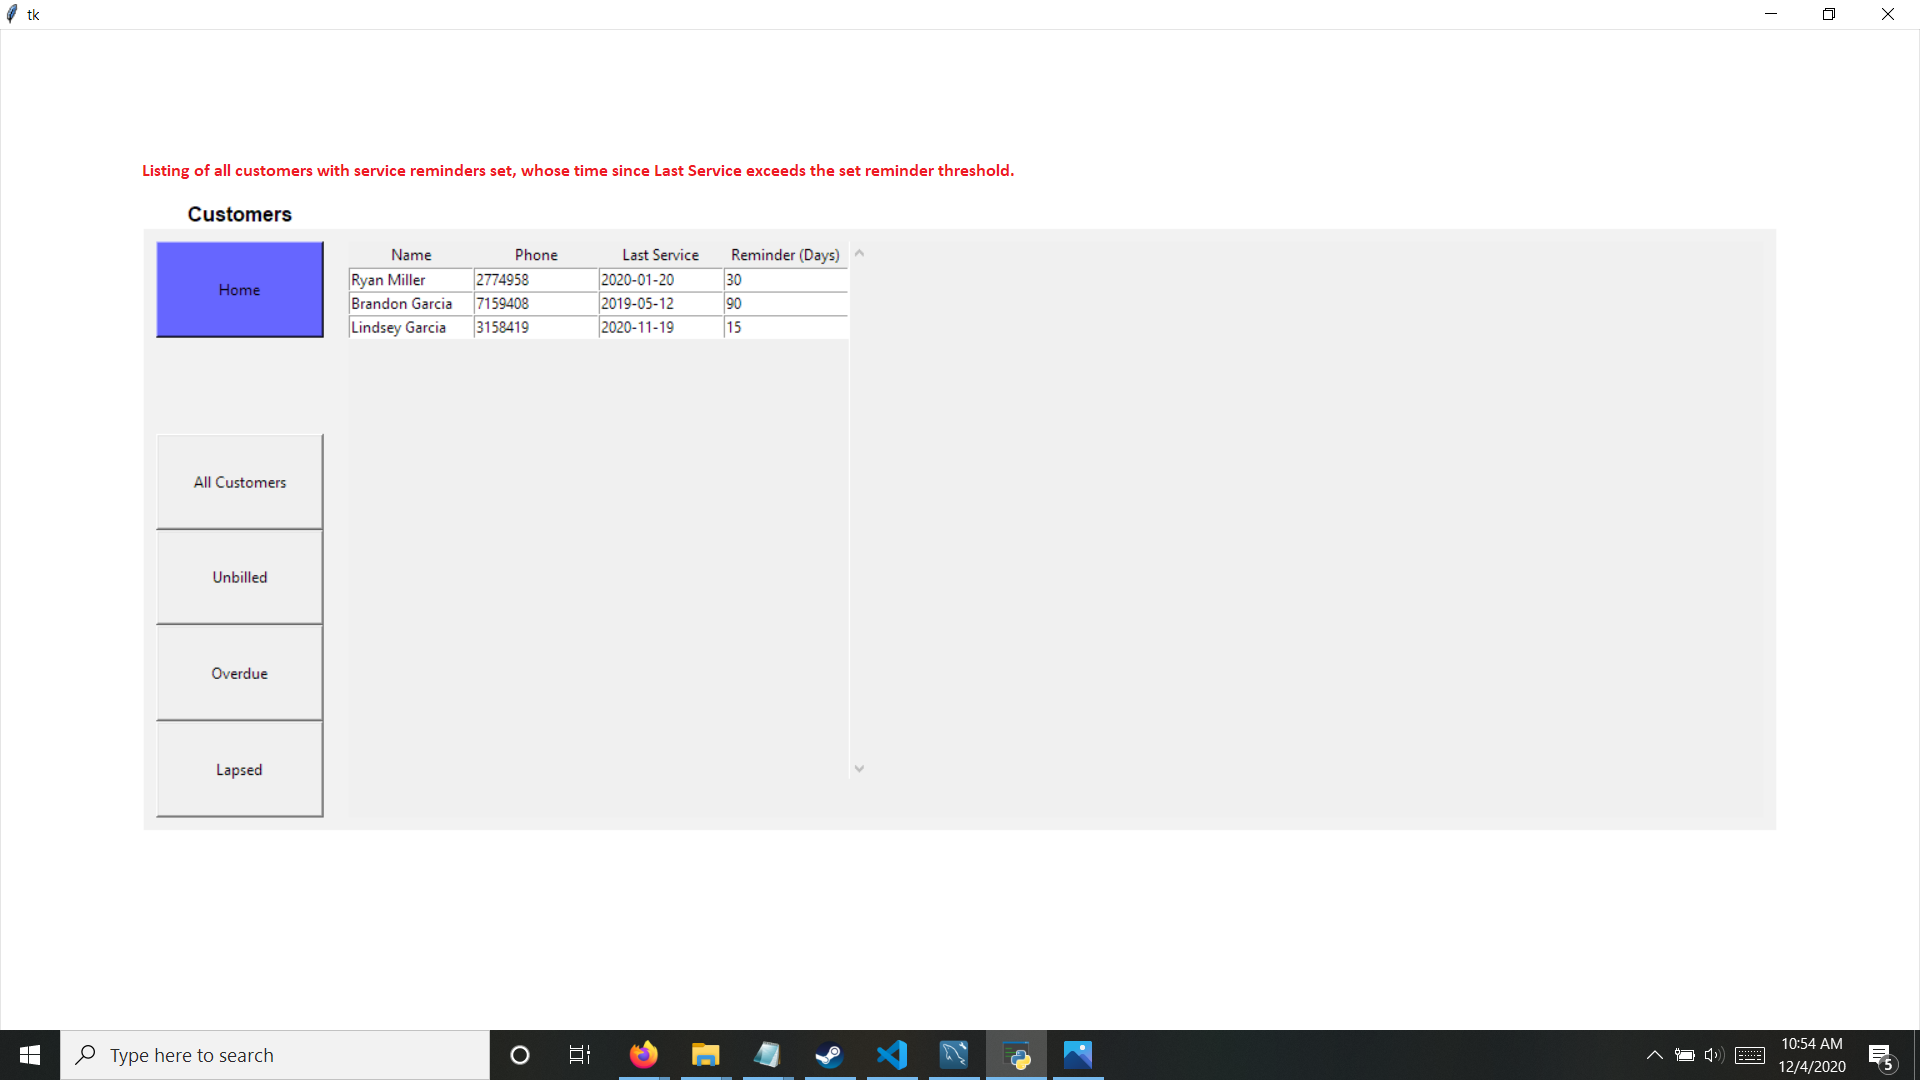 tk
Listing of all customers with service reminders set, whose time since Last Service exceeds the set reminder threshold.
Customers
Home
Name Phone Last Service Reminder (Days)
Ryan Miller 2774958 2020-01-20 30
Brandon Garcia 7159408 2019-05-12 90
Lindsey Garcia 3158419 2020-11-19 15
All Customers
Unbilled
Overdue
Lapsed
Type here to search
10:54 AM
12/4/2020
5